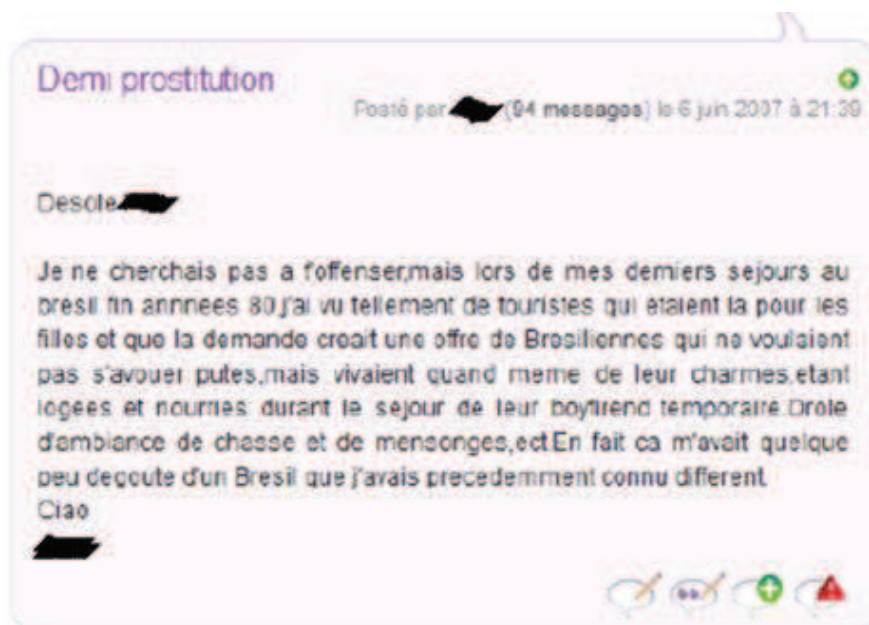 Demi prostitution
Posté par (94 messages) le 6 juin 2007 à 21:39
Desole
Je ne cherchais pas a t'offenser,mais lors de mes derniers sejours au
bresil fin annnees 80,j'ai vu tellement de touristes qui etaient la pour les
filles et que la demande creait une offre de Bresiliennes qui ne voulaient
pas s'avouer putes,mais vivaient quand meme de leur charmes,etant
logees et nourries durant le sejour de leur boyfirend temporaire.Drole
d'ambiance de chasse et de mensonges,ect.En fait ca m'avait quelque
peu degoute d'un Bresil que j'avais precedemment connu different.
Ciao